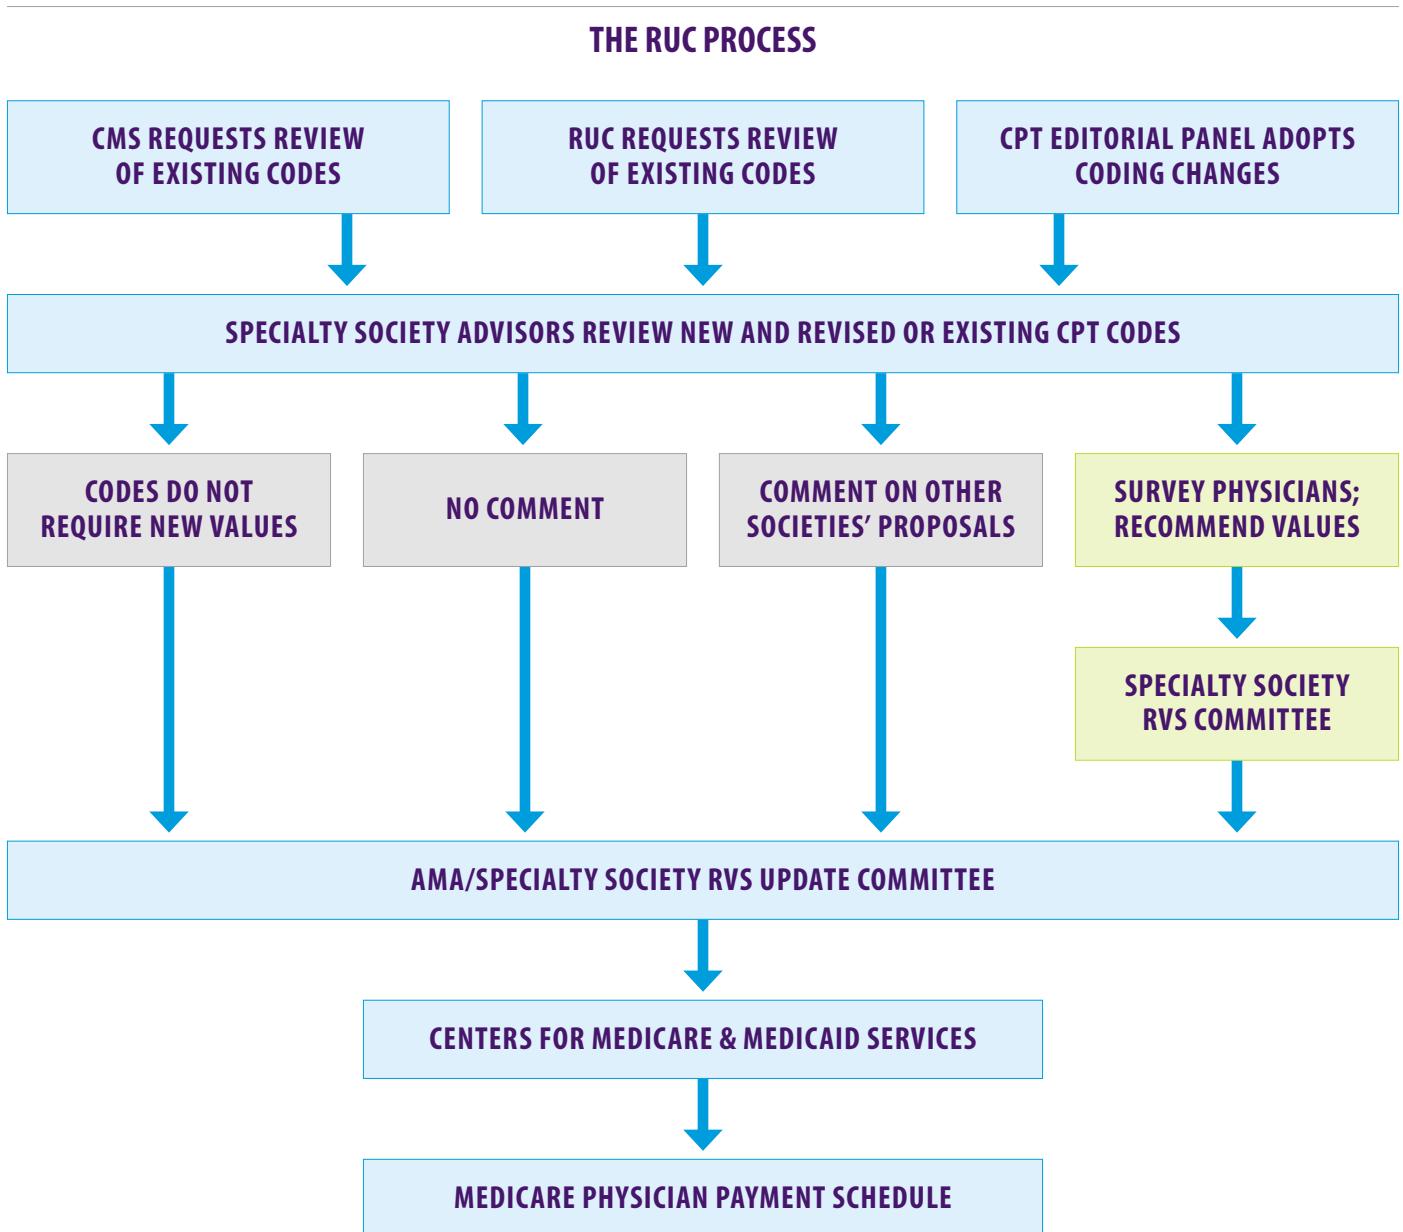 THE RUC PROCESS
CMS REQUESTS REVIEW
OF EXISTING CODES
RUC REQUESTS REVIEW
OF EXISTING CODES
CPT EDITORIAL PANEL ADOPTS
CODING CHANGES
SPECIALTY SOCIETY ADVISORS REVIEW NEW AND REVISED OR EXISTING CPT CODES
CODES DO NOT
REQUIRE NEW VALUES
NO COMMENT
COMMENT ON OTHER
SOCIETIES’ PROPOSALS
SURVEY PHYSICIANS;
RECOMMEND VALUES
SPECIALTY SOCIETY
RVS COMMITTEE
AMA/SPECIALTY SOCIETY RVS UPDATE COMMITTEE
CENTERS FOR MEDICARE & MEDICAID SERVICES
MEDICARE PHYSICIAN PAYMENT SCHEDULE